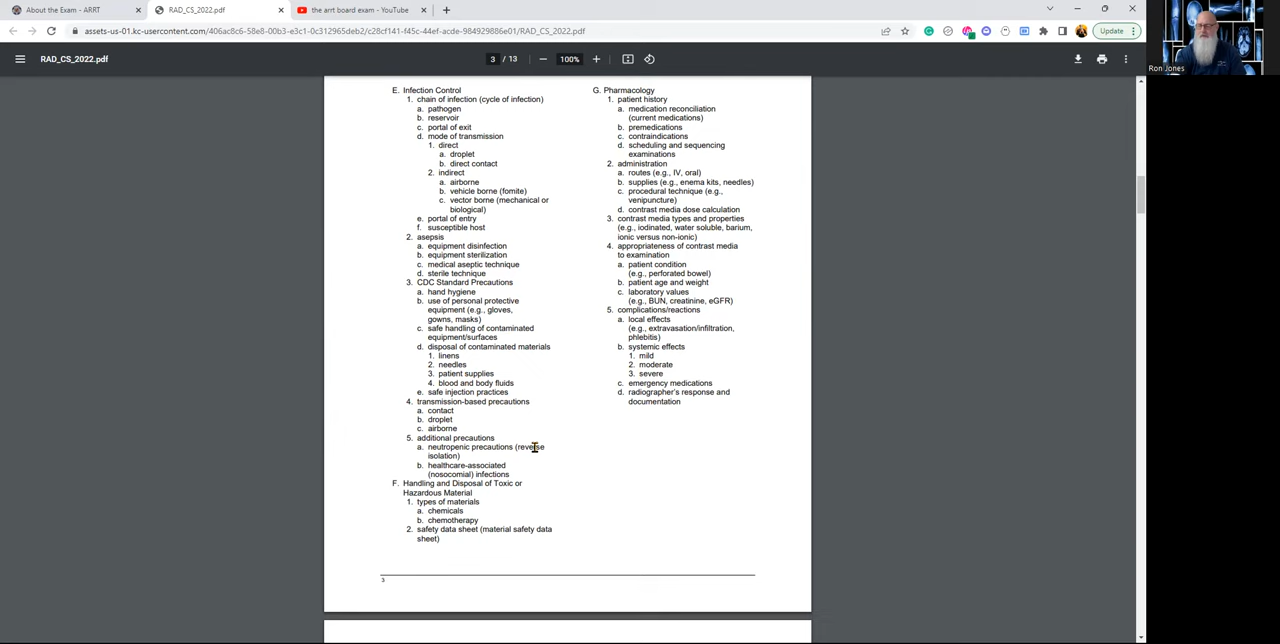 About the Exam - ARRT
RAD_CS_2022.pdf
the arrt board exam - YouTube
assets-us-01.kc-usercontent.com/406ac8c6-58e8-00b3-e3c1-0c312965deb2/c28cf141-f45c-44ef-acde-984929886e01/RAD_CS_2022.pdf
Update
RAD_CS_2022.pdf
3 / 13
100%
Ron Jones
E. Infection Control
1. chain of infection (cycle of infection)
a. pathogen
b. reservoir
c. portal of exit
d. mode of transmission
1. direct
a. droplet
b. direct contact
2. indirect
a. airborne
b. vehicle borne (fomite)
c. vector borne (mechanical or
biological)
e. portal of entry
f. susceptible host
2. asepsis
a. equipment disinfection
b. equipment sterilization
c. medical aseptic technique
d. sterile technique
3. CDC Standard Precautions
a. hand hygiene
b. use of personal protective
equipment (e.g., gloves,
gowns, masks)
c. safe handling of contaminated
equipment/surfaces
d. disposal of contaminated materials
1. linens
2. needles
3. patient supplies
4. blood and body fluids
e. safe injection practices
4. transmission-based precautions
a. contact
b. droplet
c. airborne
5. additional precautions
a. neutropenic precautions (reverse
isolation)
b. healthcare-associated
(nosocomial) infections
F. Handling and Disposal of Toxic or
Hazardous Material
1. types of materials
a. chemicals
b. chemotherapy
2. safety data sheet (material safety data
sheet)
G. Pharmacology
1. patient history
a. medication reconciliation
(current medications)
b. premedications
c. contraindications
d. scheduling and sequencing
examinations
2. administration
a. routes (e.g., IV, oral)
b. supplies (e.g., enema kits, needles)
c. procedural technique (e.g.,
venipuncture)
d. contrast media dose calculation
3. contrast media types and properties
(e.g., iodinated, water soluble, barium,
ionic versus non-ionic)
4. appropriateness of contrast media
to examination
a. patient condition
(e.g., perforated bowel)
b. patient age and weight
c. laboratory values
(e.g., BUN, creatinine, eGFR)
5. complications/reactions
a. local effects
(e.g., extravasation/infiltration,
phlebitis)
b. systemic effects
1. mild
2. moderate
3. severe
c. emergency medications
d. radiographer's response and
documentation
3